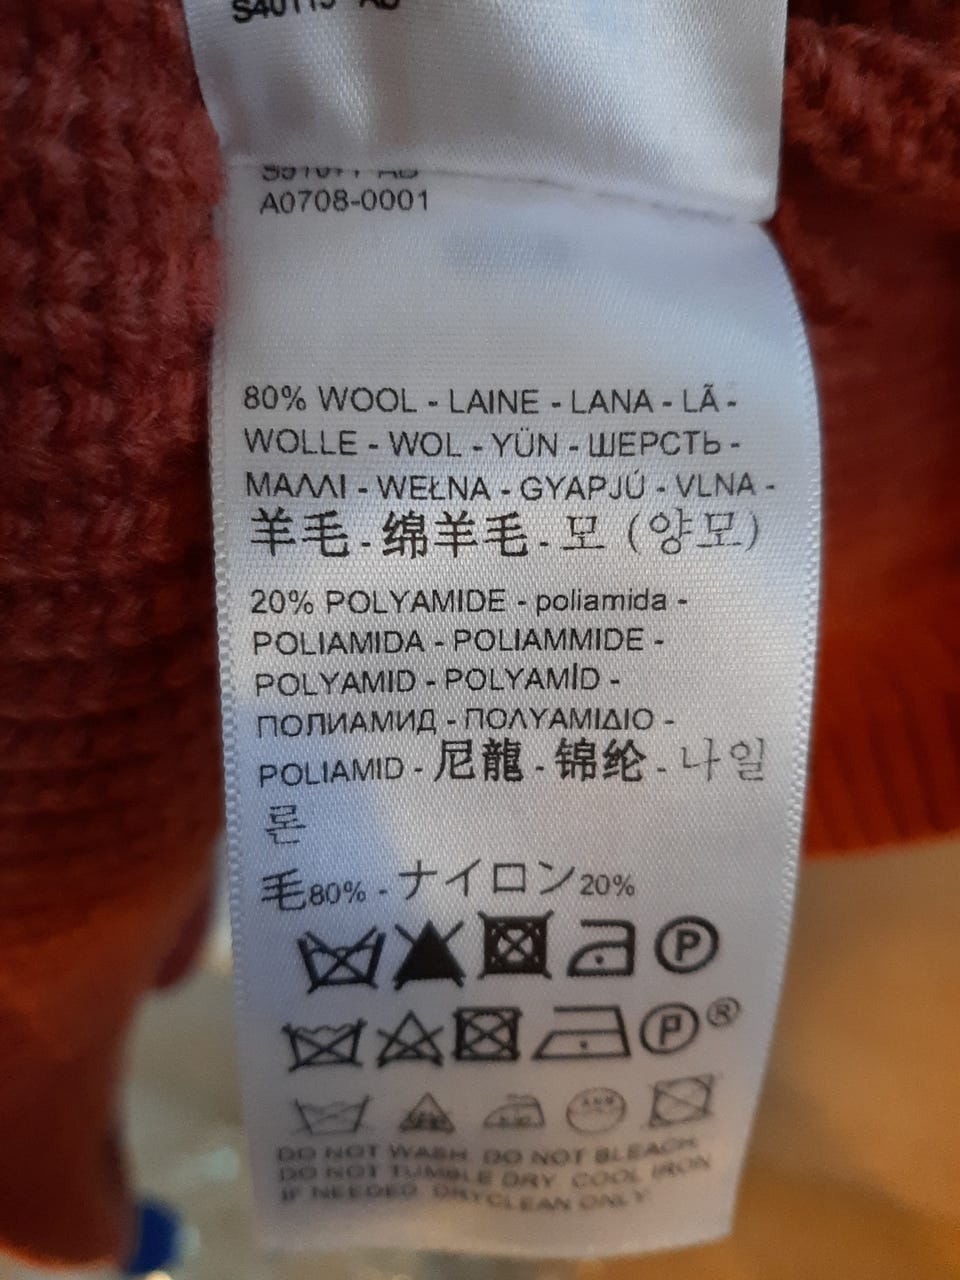 A0708-0001
80% WOOL - LAINE - LANA - LÃ -
WOLLE - WOL - YÜN - ШЕРСТЬ -
ΜΑΛΛΙ - WEŁNA - GYAPJÚ - VLNA -
羊毛 - 绵羊毛 - 모 (양모)
20% POLYAMIDE - poliamida -
POLIAMIDA - POLIAMMIDE -
POLYAMID - POLYAMİD -
ПОЛИАМИД - ΠΟΛΥΑΜΙΔΙΟ -
POLIAMID - 尼龍 - 锦纶 - 나일
론
毛80% - ナイロン20%
P
P®
DO NOT WASH. DO NOT BLEACH.
DO NOT TUMBLE DRY. COOL IRON
IF NEEDED. DRYCLEAN ONLY.